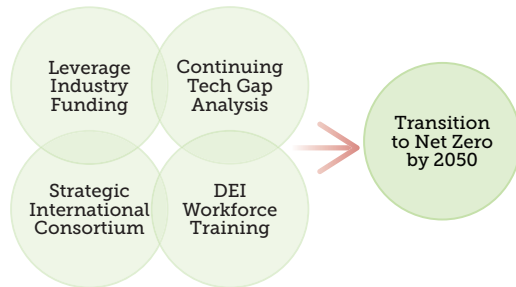 Leverage
Industry
Funding
Continuing
Tech Gap
Analysis
Strategic
International
Consortium
DEI
Workforce
Training
Transition
to Net Zero
by 2050